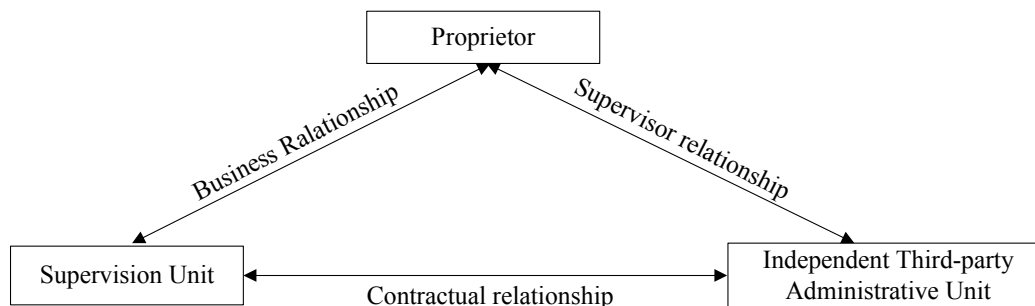 Proprietor
Business Ralationship
Supervisor relationship
Supervision Unit
Contractual relationship
Independent Third-party
Administrative Unit